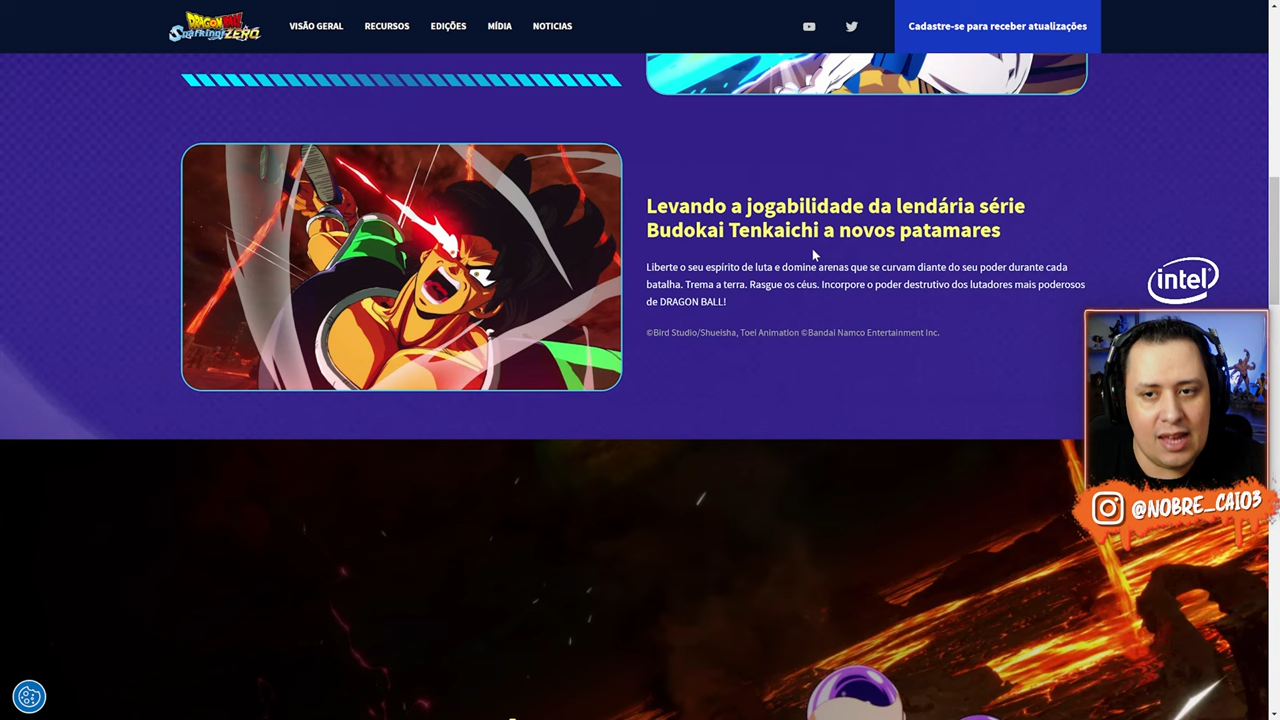 DRAGON BALL
Sparking! ZERO
VISÃO GERAL
RECURSOS
EDIÇÕES
MÍDIA
NOTICIAS
Cadastre-se para receber atualizações
Levando a jogabilidade da lendária série
Budokai Tenkaichi a novos patamares
Liberte o seu espírito de luta e domine arenas que se curvam diante do seu poder durante cada
batalha. Trema a terra. Rasgue os céus. Incorpore o poder destrutivo dos lutadores mais poderosos
de DRAGON BALL!
©Bird Studio/Shueisha, Toei Animation ©Bandai Namco Entertainment Inc.
intel
@NOBRE_CAIO3